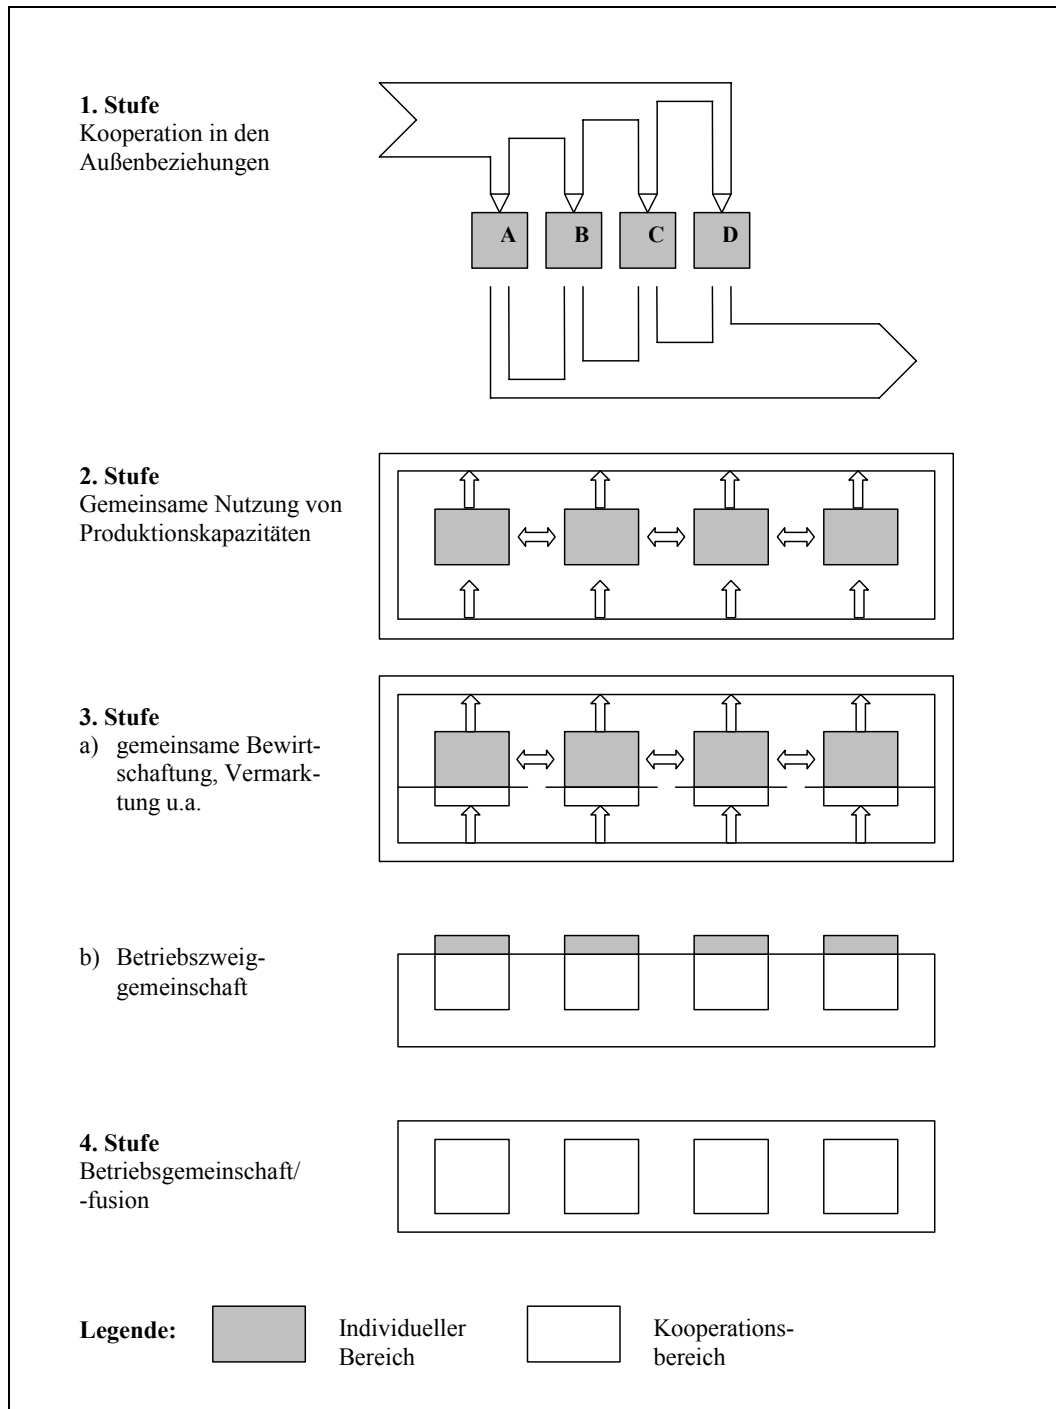 1. Stufe
Kooperation in den
Außenbeziehungen
A B C D
2. Stufe
Gemeinsame Nutzung von
Produktionskapazitäten
3. Stufe
a) gemeinsame Bewirt-
schaftung, Vermark-
tung u.a.
b) Betriebszweig-
gemeinschaft
4. Stufe
Betriebsgemeinschaft/
-fusion
Legende:
Individueller
Bereich
Kooperations-
bereich